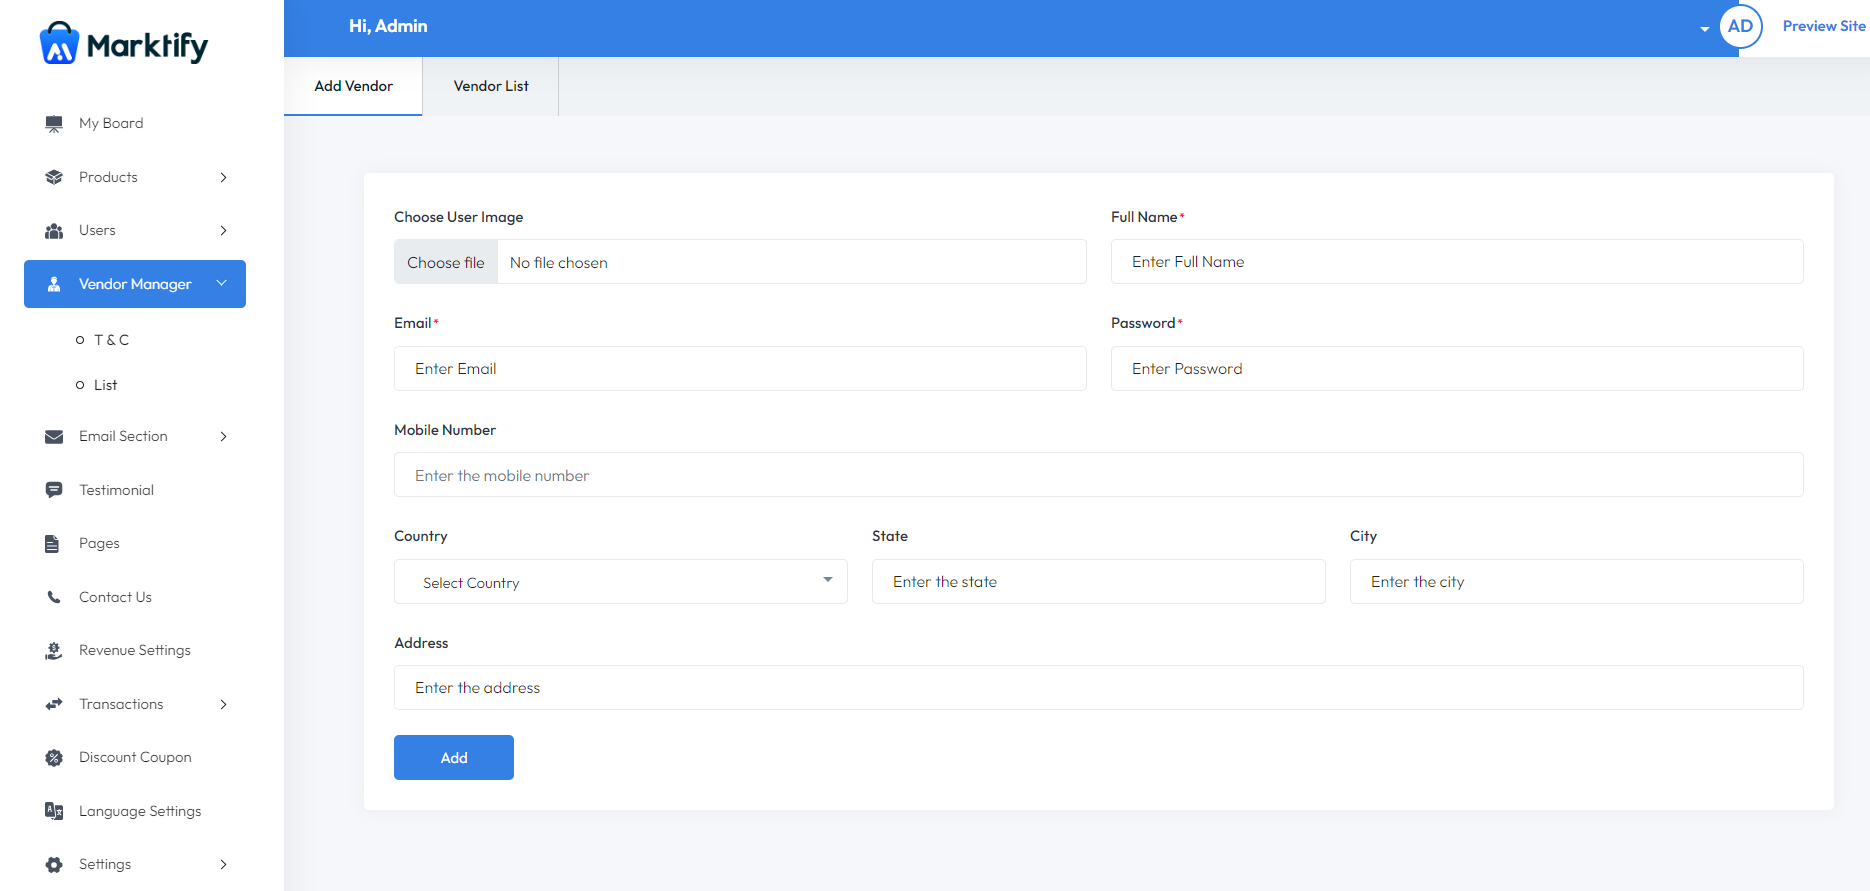 Marktify
Hi, Admin
AD
Preview Site
Add Vendor
Vendor List
My Board
Products
Users
Vendor Manager
T & C
List
Email Section
Testimonial
Pages
Contact Us
Revenue Settings
Transactions
Discount Coupon
Language Settings
Settings
Choose User Image
Choose file No file chosen
Full Name*
Enter Full Name
Email*
Enter Email
Password*
Enter Password
Mobile Number
Enter the mobile number
Country
Select Country
State
Enter the state
City
Enter the city
Address
Enter the address
Add